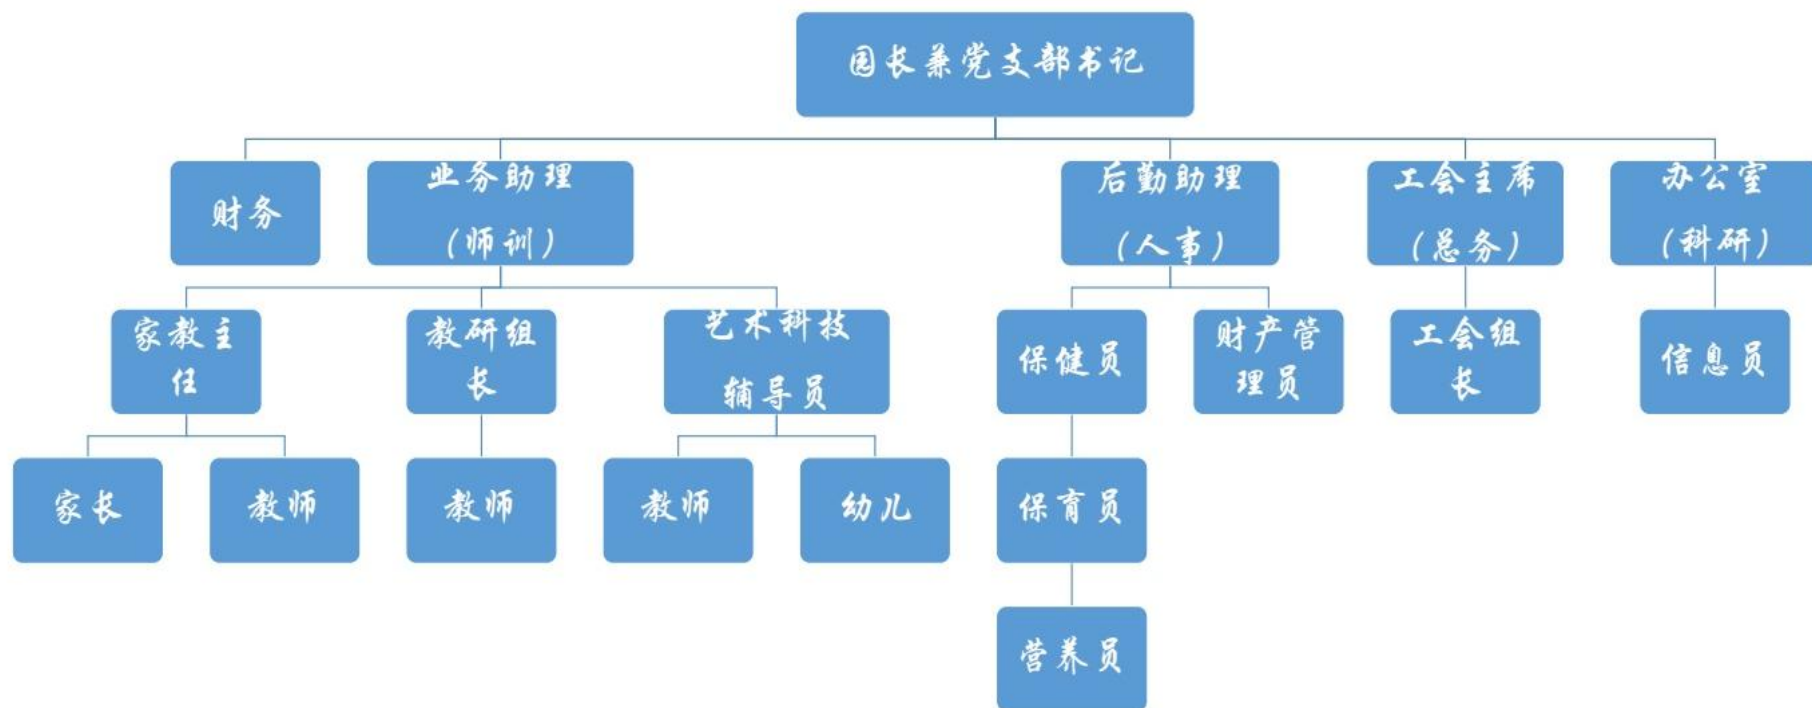 园长兼党支部书记
财务
业务助理
（师训）
后勤助理
（人事）
工会主席
（总务）
办公室
（科研）
家教主
任
教研组
长
艺术科技
辅导员
保健员
财产管
理员
工会组
长
信息员
家长
教师
教师
教师
幼儿
保育员
营养员